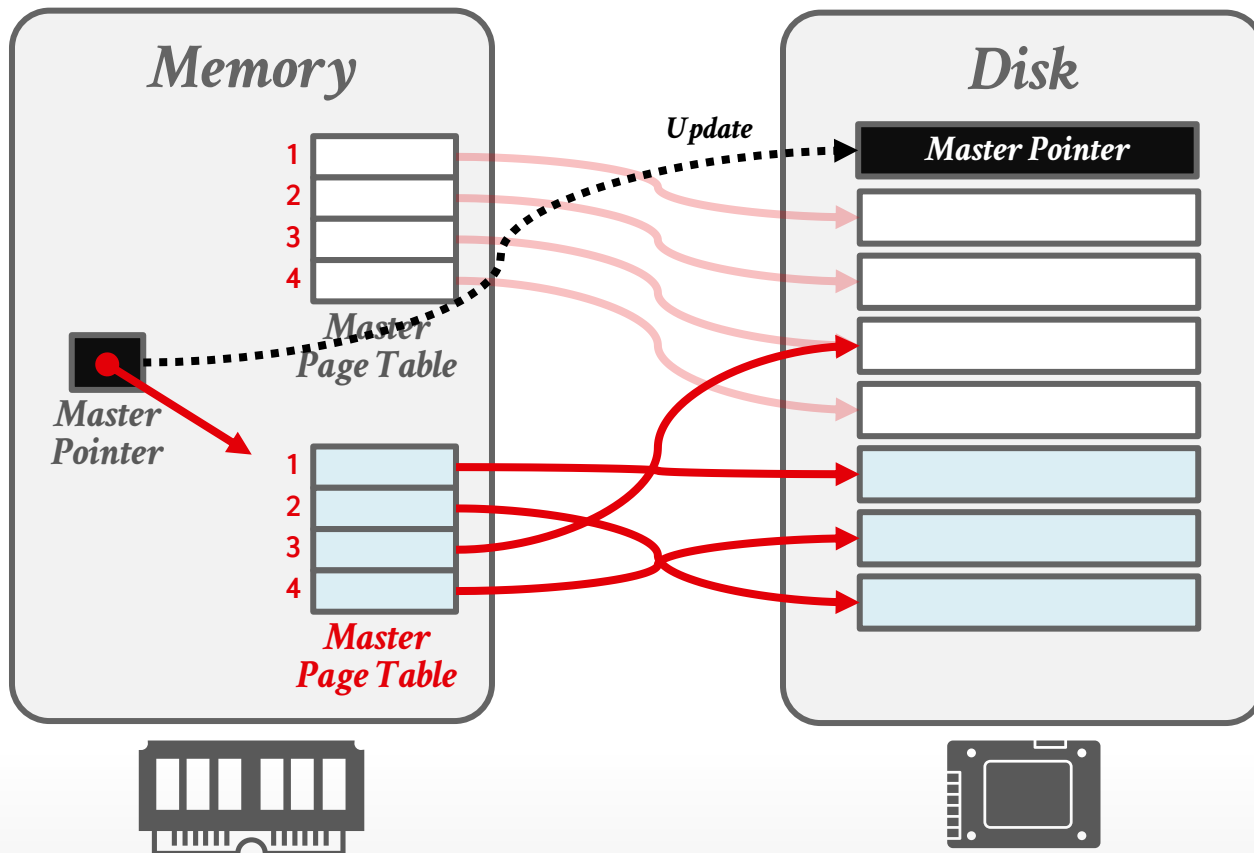 Memory
Disk
Update
Master Pointer
1
2
3
4
Master
Page Table
Master
Pointer
1
2
3
4
Master
Page Table